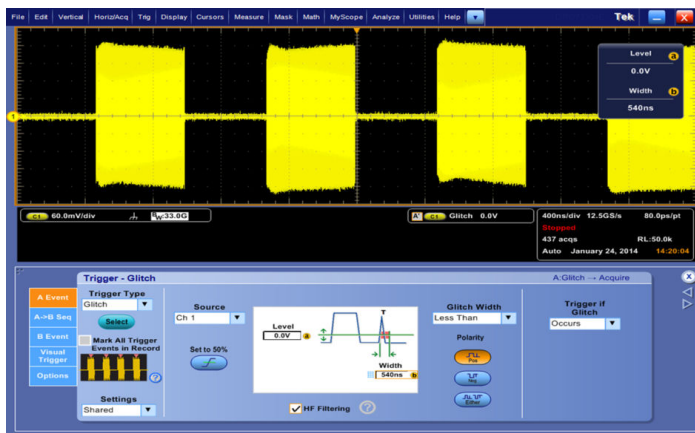 File Edit Vertical Horiz/Acq Trig Display Cursors Measure Mask Math MyScope Analyze Utilities Help Tek X
Level a
0.0V
Width b
540ns
1
C1 60.0mV/div BW:33.0G
A' C1 Glitch 0.0V
400ns/div 12.5GS/s 80.0ps/pt
Stopped
437 acqs RL:50.0k
Auto January 24, 2014 14:20:04
Trigger - Glitch A:Glitch → Acquire X
A Event
A->B Seq
B Event
Visual
Trigger
Options
Trigger Type
Glitch
Select
Mark All Trigger
Events in Record
?
Settings
Shared
Source
Ch 1
Set to 50%
Level
0.0V a
T
Width
540ns b
HF Filtering ?
Glitch Width
Less Than
Polarity
Pos
Neg
Either
Trigger if
Glitch
Occurs